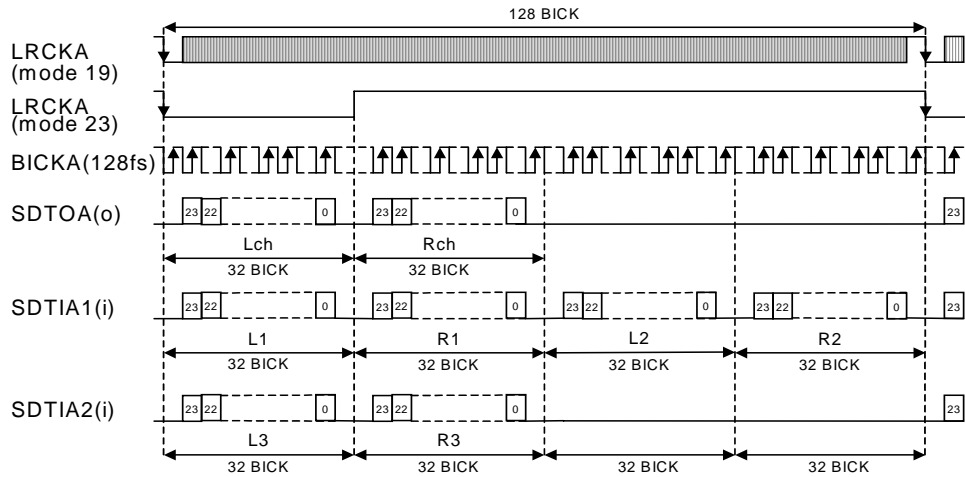 128 BICK
LRCKA
(mode 19)
LRCKA
(mode 23)
BICKA(128fs)
SDTOA(o)
23 22 0 23 22 0 23
Lch Rch
32 BICK 32 BICK
SDTIA1(i)
23 22 0 23 22 0 23 22 0 23 22 0 23
L1 R1 L2 R2
32 BICK 32 BICK 32 BICK 32 BICK
SDTIA2(i)
23 22 0 23 22 0 23
L3 R3
32 BICK 32 BICK 32 BICK 32 BICK